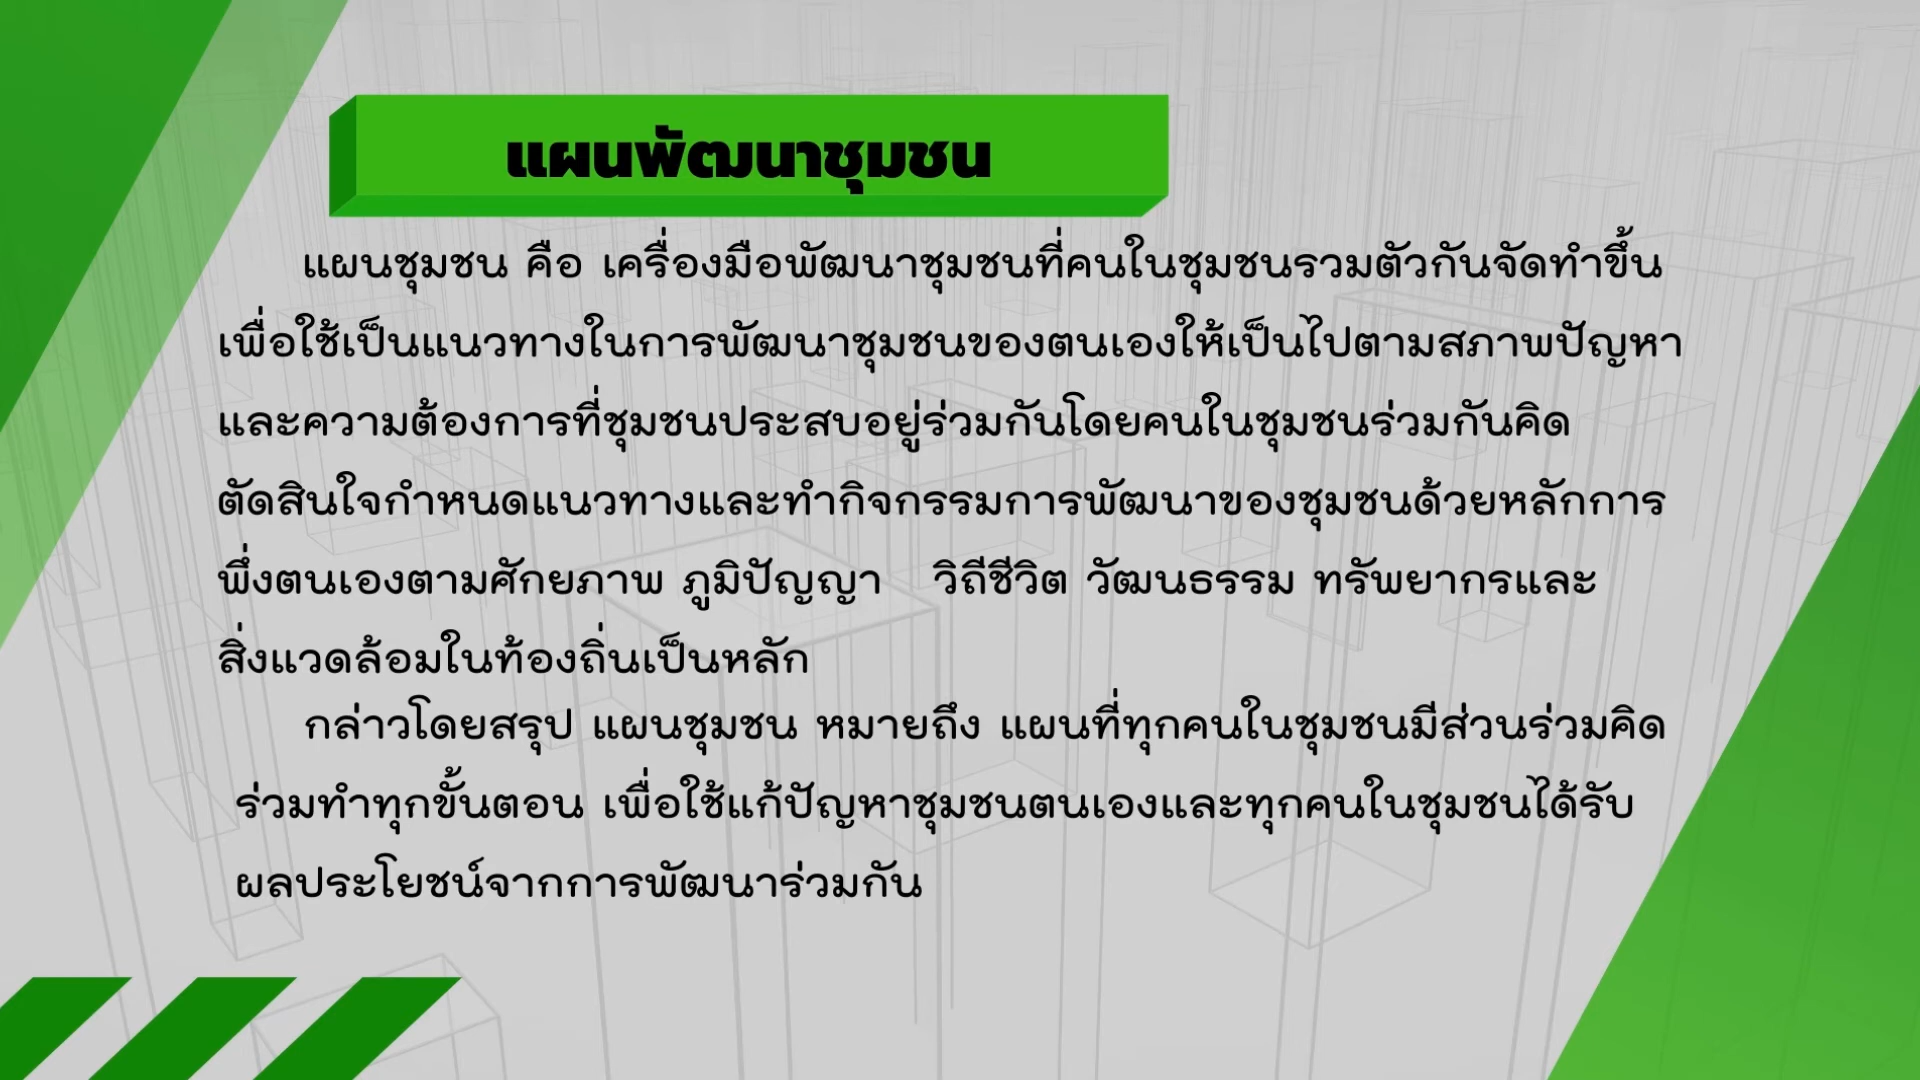 แผนพัฒนาชุมชน
แผนชุมชน คือ เครื่องมือพัฒนาชุมชนที่คนในชุมชนรวมตัวกันจัดทำขึ้น
เพื่อใช้เป็นแนวทางในการพัฒนาชุมชนของตนเองให้เป็นไปตามสภาพปัญหา
และความต้องการที่ชุมชนประสบอยู่ร่วมกันโดยคนในชุมชนร่วมกันคิด
ตัดสินใจกำหนดแนวทางและทำกิจกรรมการพัฒนาของชุมชนด้วยหลักการ
พึ่งตนเองตามศักยภาพ ภูมิปัญญา วิถีชีวิต วัฒนธรรม ทรัพยากรและ
สิ่งแวดล้อมในท้องถิ่นเป็นหลัก
กล่าวโดยสรุป แผนชุมชน หมายถึง แผนที่ทุกคนในชุมชนมีส่วนร่วมคิด
ร่วมทำทุกขั้นตอน เพื่อใช้แก้ปัญหาชุมชนตนเองและทุกคนในชุมชนได้รับ
ผลประโยชน์จากการพัฒนาร่วมกัน